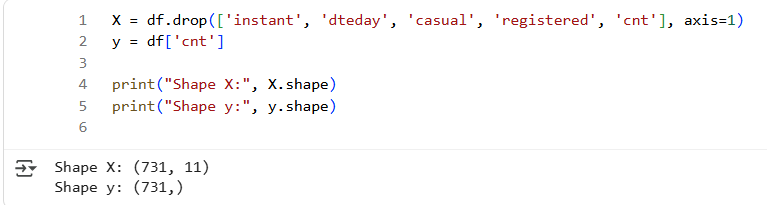 1 X = df.drop(['instant', 'dteday', 'casual', 'registered', 'cnt'], axis=1)
2 y = df['cnt']
3
4 print("Shape X:", X.shape)
5 print("Shape y:", y.shape)
6
Shape X: (731, 11)
Shape y: (731,)